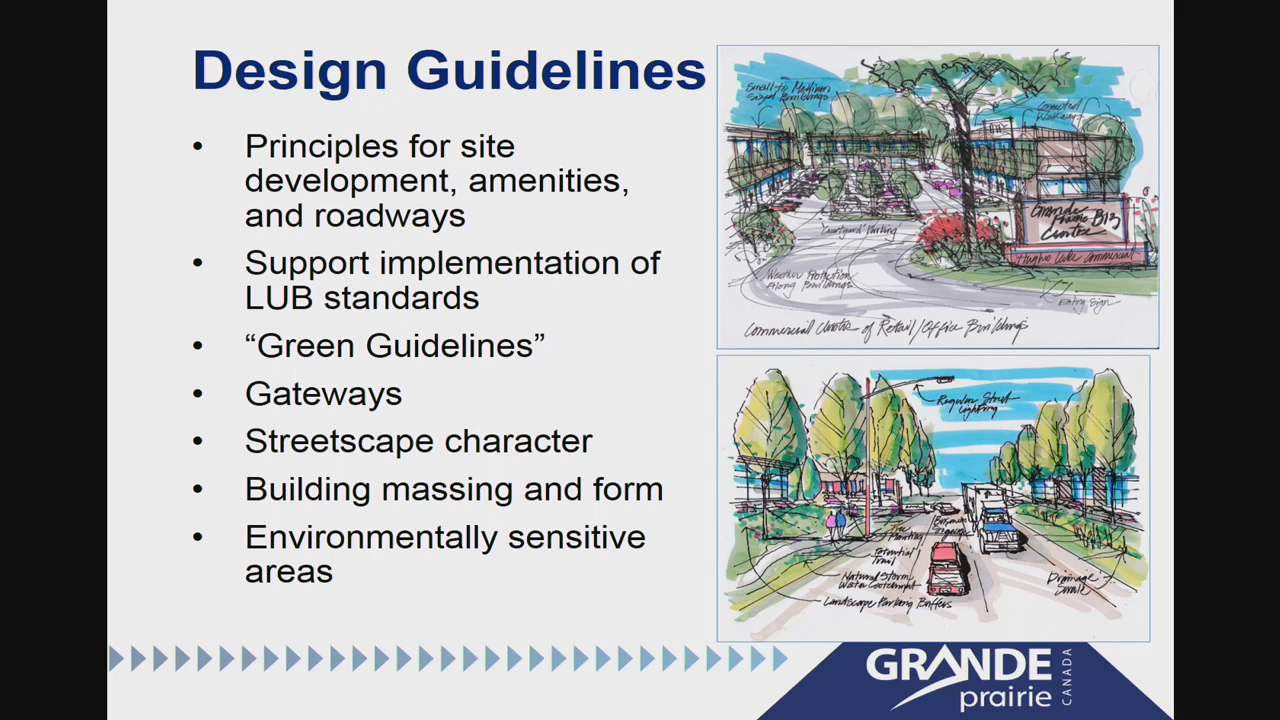 Design Guidelines
• Principles for site
development, amenities,
and roadways
• Support implementation of
LUB standards
• “Green Guidelines”
• Gateways
• Streetscape character
• Building massing and form
• Environmentally sensitive
areas
Small to Medium
Sized Buildings
Connected
Walkways
Grande
Prairie Biz
Centre
Commercial
"Courtyard" Parking
Weather Protection
Along Buildings
Entry Sign
Commercial Cluster of Retail/Office Buildings
Regular Street
Lighting
Tree
Planting
Potential
Trail
Natural Storm
Water
Landscape Parking Buffers
Drainage
Swale
GRANDE
prairie
CANADA